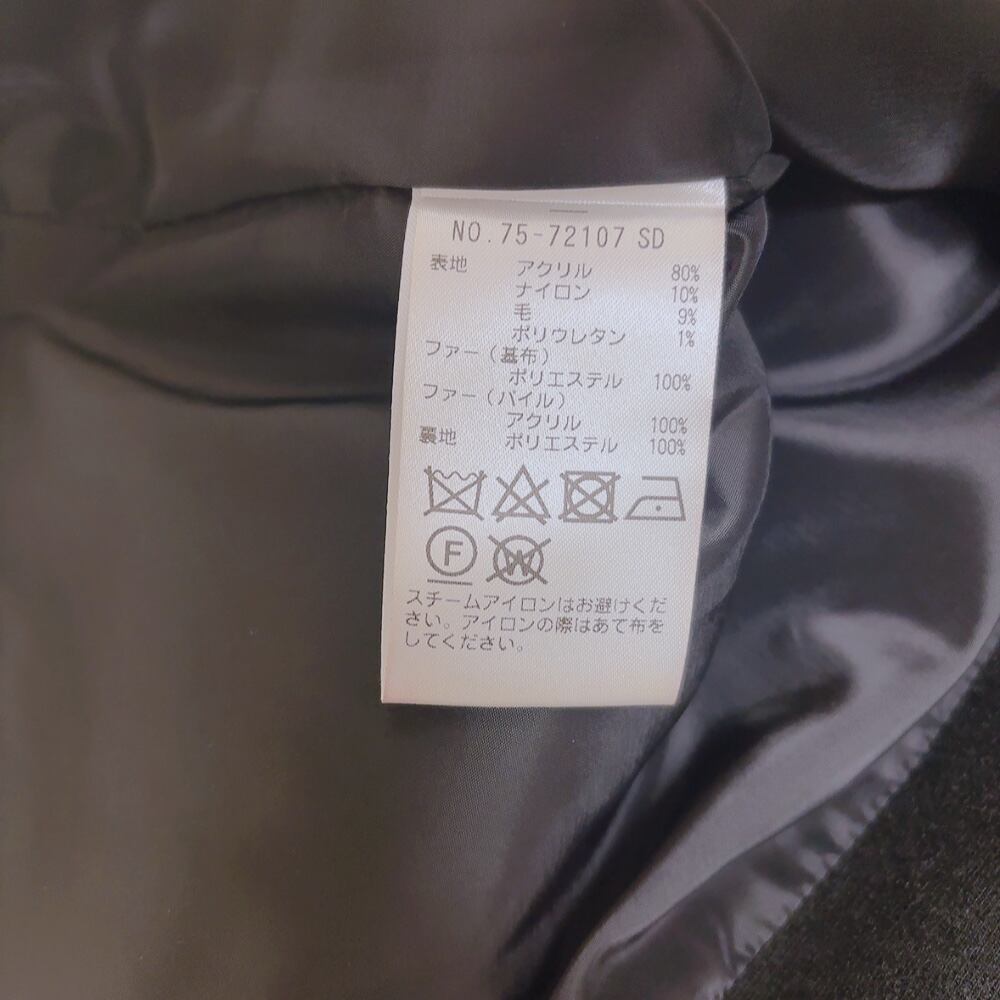 NO.75-72107 SD
表地 アクリル 80%
ナイロン 10%
毛 9%
ポリウレタン 1%
ファー(基布)
ポリエステル 100%
ファー(パイル)
アクリル 100%
裏地 ポリエステル 100%
F W
スチームアイロンはお避けくだ
さい。アイロンの際はあて布を
してください。